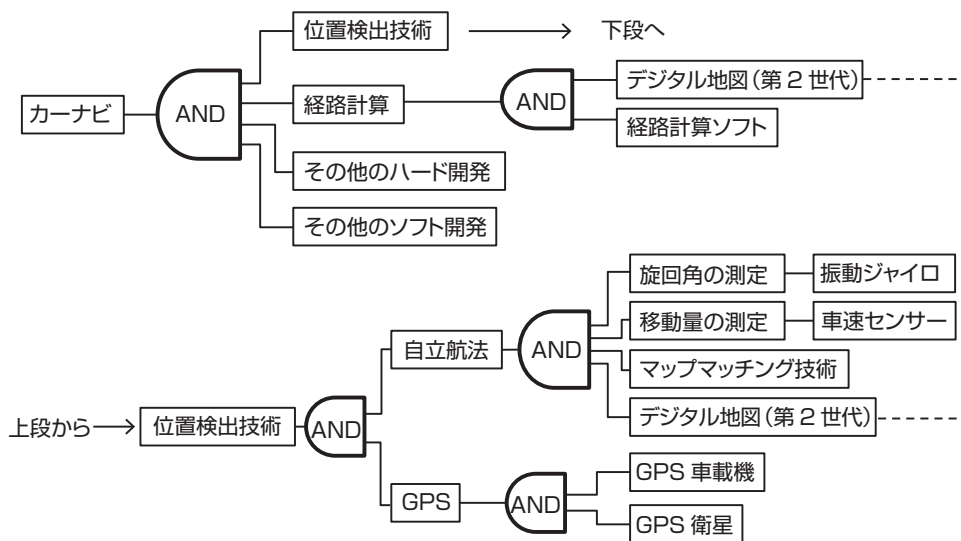 位置検出技術
下段へ
カーナビ
AND
経路計算
AND
デジタル地図(第2世代)
経路計算ソフト
その他のハード開発
その他のソフト開発
旋回角の測定
振動ジャイロ
移動量の測定
車速センサー
自立航法
AND
マップマッチング技術
デジタル地図(第2世代)
上段から
位置検出技術
AND
GPS
AND
GPS 車載機
GPS 衛星